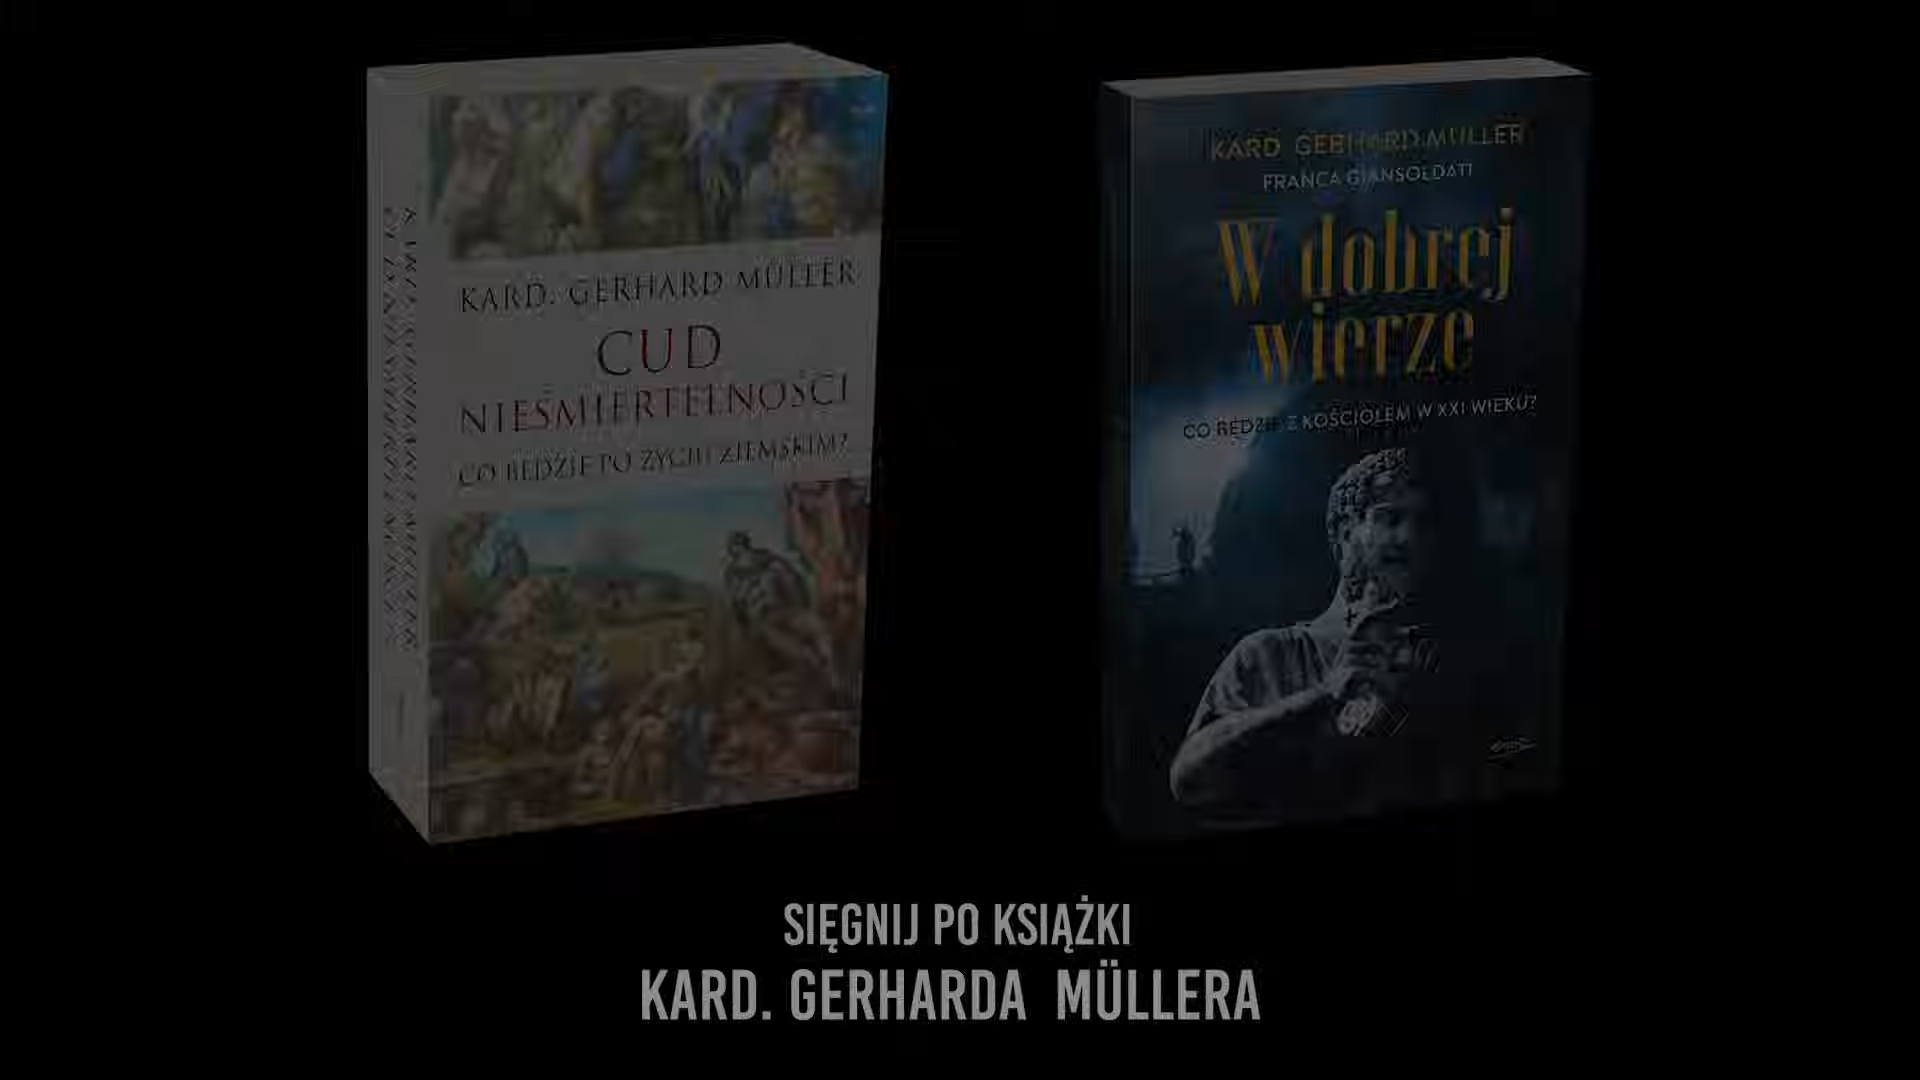 KARD. GERHARD MÜLLER
CUD
NIEŚMIERTELNOŚCI
CO BĘDZIE PO ŻYCIU ZIEMSKIM?
KARD. GERHARD MÜLLER
FRANCA GIANSOLDATI
W dobrej
wierze
CO BĘDZIE Z KOŚCIOŁEM W XXI WIEKU?
SIĘGNIJ PO KSIĄŻKI
KARD. GERHARDA MÜLLERA